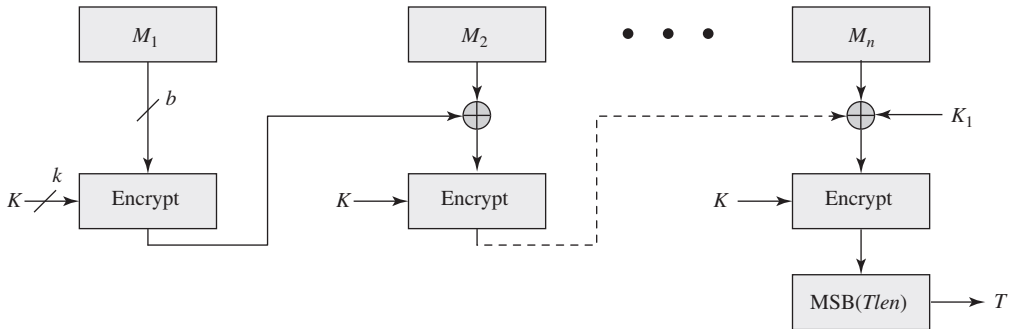 M₁ M₂ • • • Mₙ
b
K₁
k
K Encrypt K Encrypt K Encrypt
MSB(Tlen) T